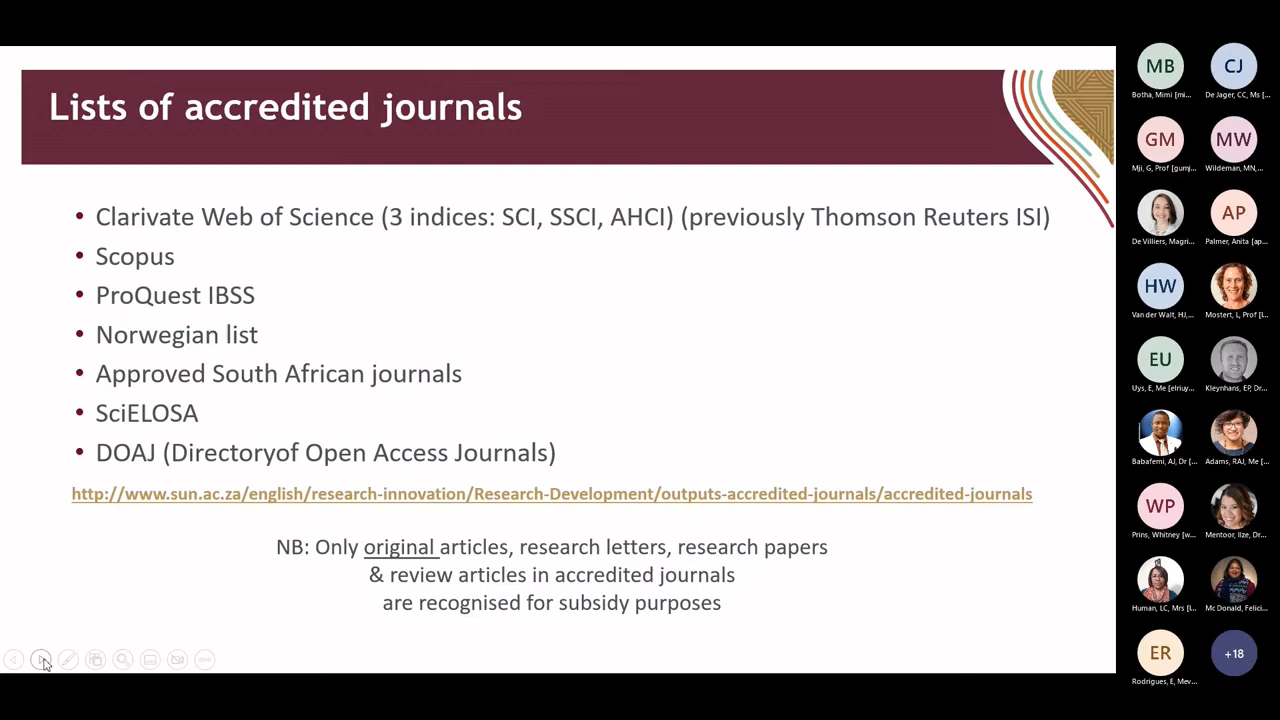 Lists of accredited journals
• Clarivate Web of Science (3 indices: SCI, SSCI, AHCI) (previously Thomson Reuters ISI)
• Scopus
• ProQuest IBSS
• Norwegian list
• Approved South African journals
• SciELOSA
• DOAJ (Directoryof Open Access Journals)
http://www.sun.ac.za/english/research-innovation/Research-Development/outputs-accredited-journals/accredited-journals
NB: Only original articles, research letters, research papers
& review articles in accredited journals
are recognised for subsidy purposes
MB
CJ
Botha, Mimi [mi...
De Jager, CC, Ms [...
GM
MW
Mji, G, Prof [gumj...
Wildeman, MN,...
AP
De Villiers, Magri...
Palmer, Anita [ap...
HW
Van der Walt, HJ,...
Mostert, L, Prof [l...
EU
Uys, E, Me [elriuy...
Kleynhans, EP, Dr...
Babafemi, AJ, Dr [...
Adams, RAJ, Me [...
WP
Prins, Whitney [w...
Mentoor, Ilze, Dr...
Human, LC, Mrs [l...
Mc Donald, Felici...
ER
+18
Rodrigues, E, Mev...